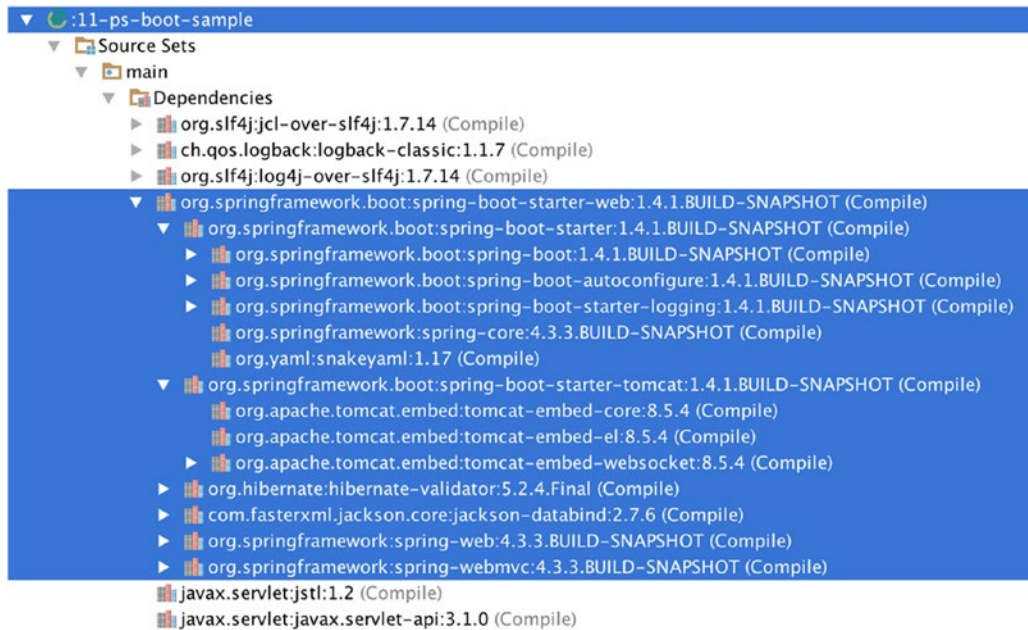 :11-ps-boot-sample
Source Sets
main
Dependencies
org.slf4j:jcl-over-slf4j:1.7.14 (Compile)
ch.qos.logback:logback-classic:1.1.7 (Compile)
org.slf4j:log4j-over-slf4j:1.7.14 (Compile)
org.springframework.boot:spring-boot-starter-web:1.4.1.BUILD-SNAPSHOT (Compile)
org.springframework.boot:spring-boot-starter:1.4.1.BUILD-SNAPSHOT (Compile)
org.springframework.boot:spring-boot:1.4.1.BUILD-SNAPSHOT (Compile)
org.springframework.boot:spring-boot-autoconfigure:1.4.1.BUILD-SNAPSHOT (Compile)
org.springframework.boot:spring-boot-starter-logging:1.4.1.BUILD-SNAPSHOT (Compile)
org.springframework:spring-core:4.3.3.BUILD-SNAPSHOT (Compile)
org.yaml:snakeyaml:1.17 (Compile)
org.springframework.boot:spring-boot-starter-tomcat:1.4.1.BUILD-SNAPSHOT (Compile)
org.apache.tomcat.embed:tomcat-embed-core:8.5.4 (Compile)
org.apache.tomcat.embed:tomcat-embed-el:8.5.4 (Compile)
org.apache.tomcat.embed:tomcat-embed-websocket:8.5.4 (Compile)
org.hibernate:hibernate-validator:5.2.4.Final (Compile)
com.fasterxml.jackson.core:jackson-databind:2.7.6 (Compile)
org.springframework:spring-web:4.3.3.BUILD-SNAPSHOT (Compile)
org.springframework:spring-webmvc:4.3.3.BUILD-SNAPSHOT (Compile)
javax.servlet:jstl:1.2 (Compile)
javax.servlet:javax.servlet-api:3.1.0 (Compile)